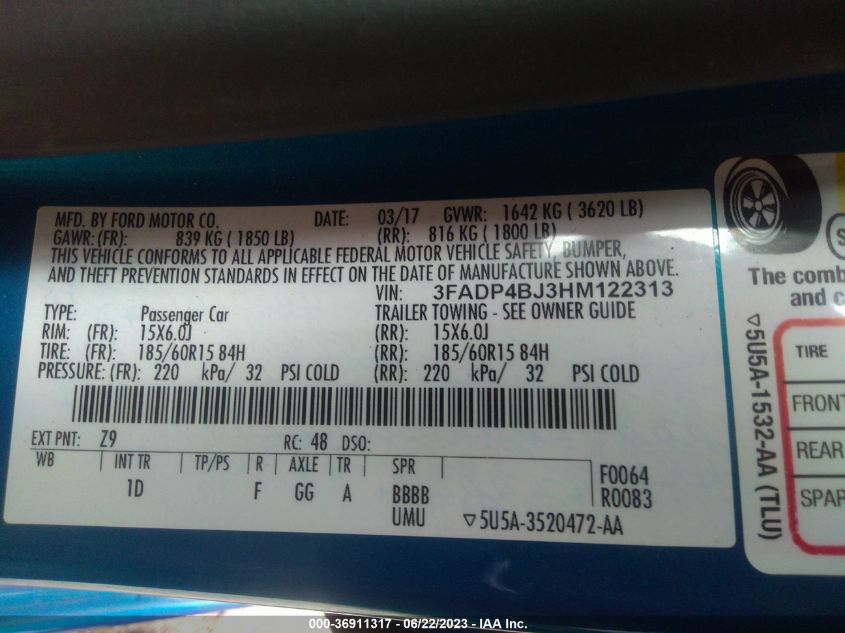 MFD. BY FORD MOTOR CO. DATE: 03/17 GVWR: 1642 KG ( 3620 LB)
GAWR: (FR): 839 KG ( 1850 LB) (RR): 816 KG ( 1800 LB)
THIS VEHICLE CONFORMS TO ALL APPLICABLE FEDERAL MOTOR VEHICLE SAFETY, BUMPER,
AND THEFT PREVENTION STANDARDS IN EFFECT ON THE DATE OF MANUFACTURE SHOWN ABOVE.
VIN: 3FADP4BJ3HM122313
TYPE: Passenger Car TRAILER TOWING - SEE OWNER GUIDE
RIM: (FR): 15X6.0J (RR): 15X6.0J
TIRE: (FR): 185/60R15 84H (RR): 185/60R15 84H
PRESSURE: (FR): 220 kPa/ 32 PSI COLD (RR): 220 kPa/ 32 PSI COLD
EXT PNT: Z9 RC: 48 DSO:
WB INT TR TP/PS R AXLE TR SPR F0064
1D F GG A BBBB R0083
UMU ▽5U5A-3520472-AA
The comb
and c
▽5U5A-1532-AA (TLU)
TIRE
FRONT
REAR
SPAR
000-36911317 - 06/22/2023 - IAA Inc.